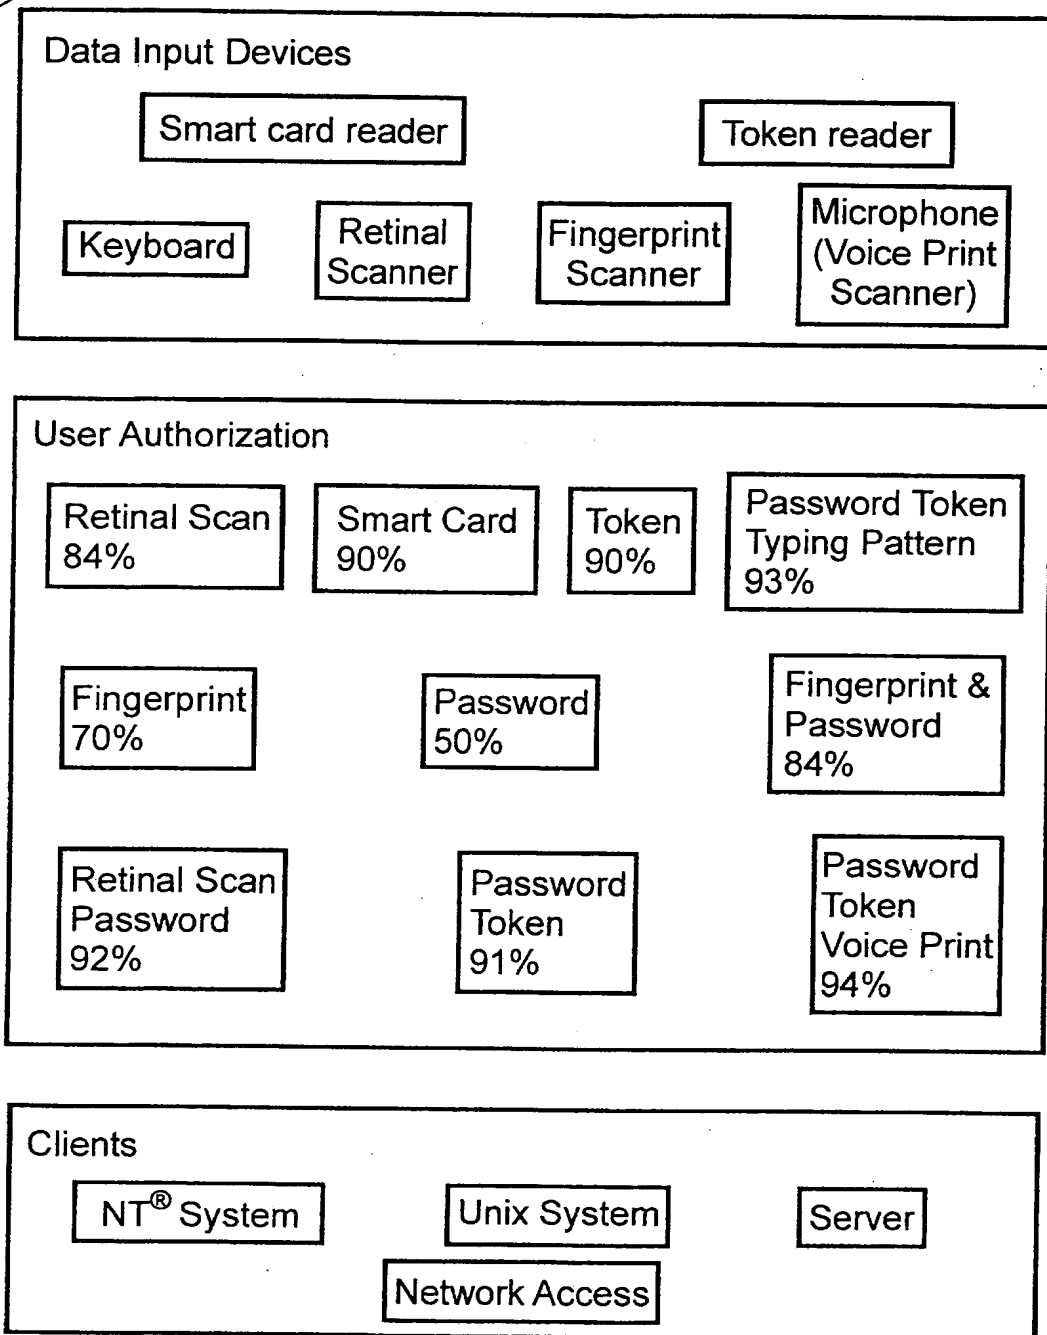 Data Input Devices
Smart card reader
Token reader
Keyboard
Retinal
Scanner
Fingerprint
Scanner
Microphone
(Voice Print
Scanner)
User Authorization
Retinal Scan
84%
Smart Card
90%
Token
90%
Password Token
Typing Pattern
93%
Fingerprint
70%
Password
50%
Fingerprint &
Password
84%
Retinal Scan
Password
92%
Password
Token
91%
Password
Token
Voice Print
94%
Clients
NT® System
Unix System
Server
Network Access